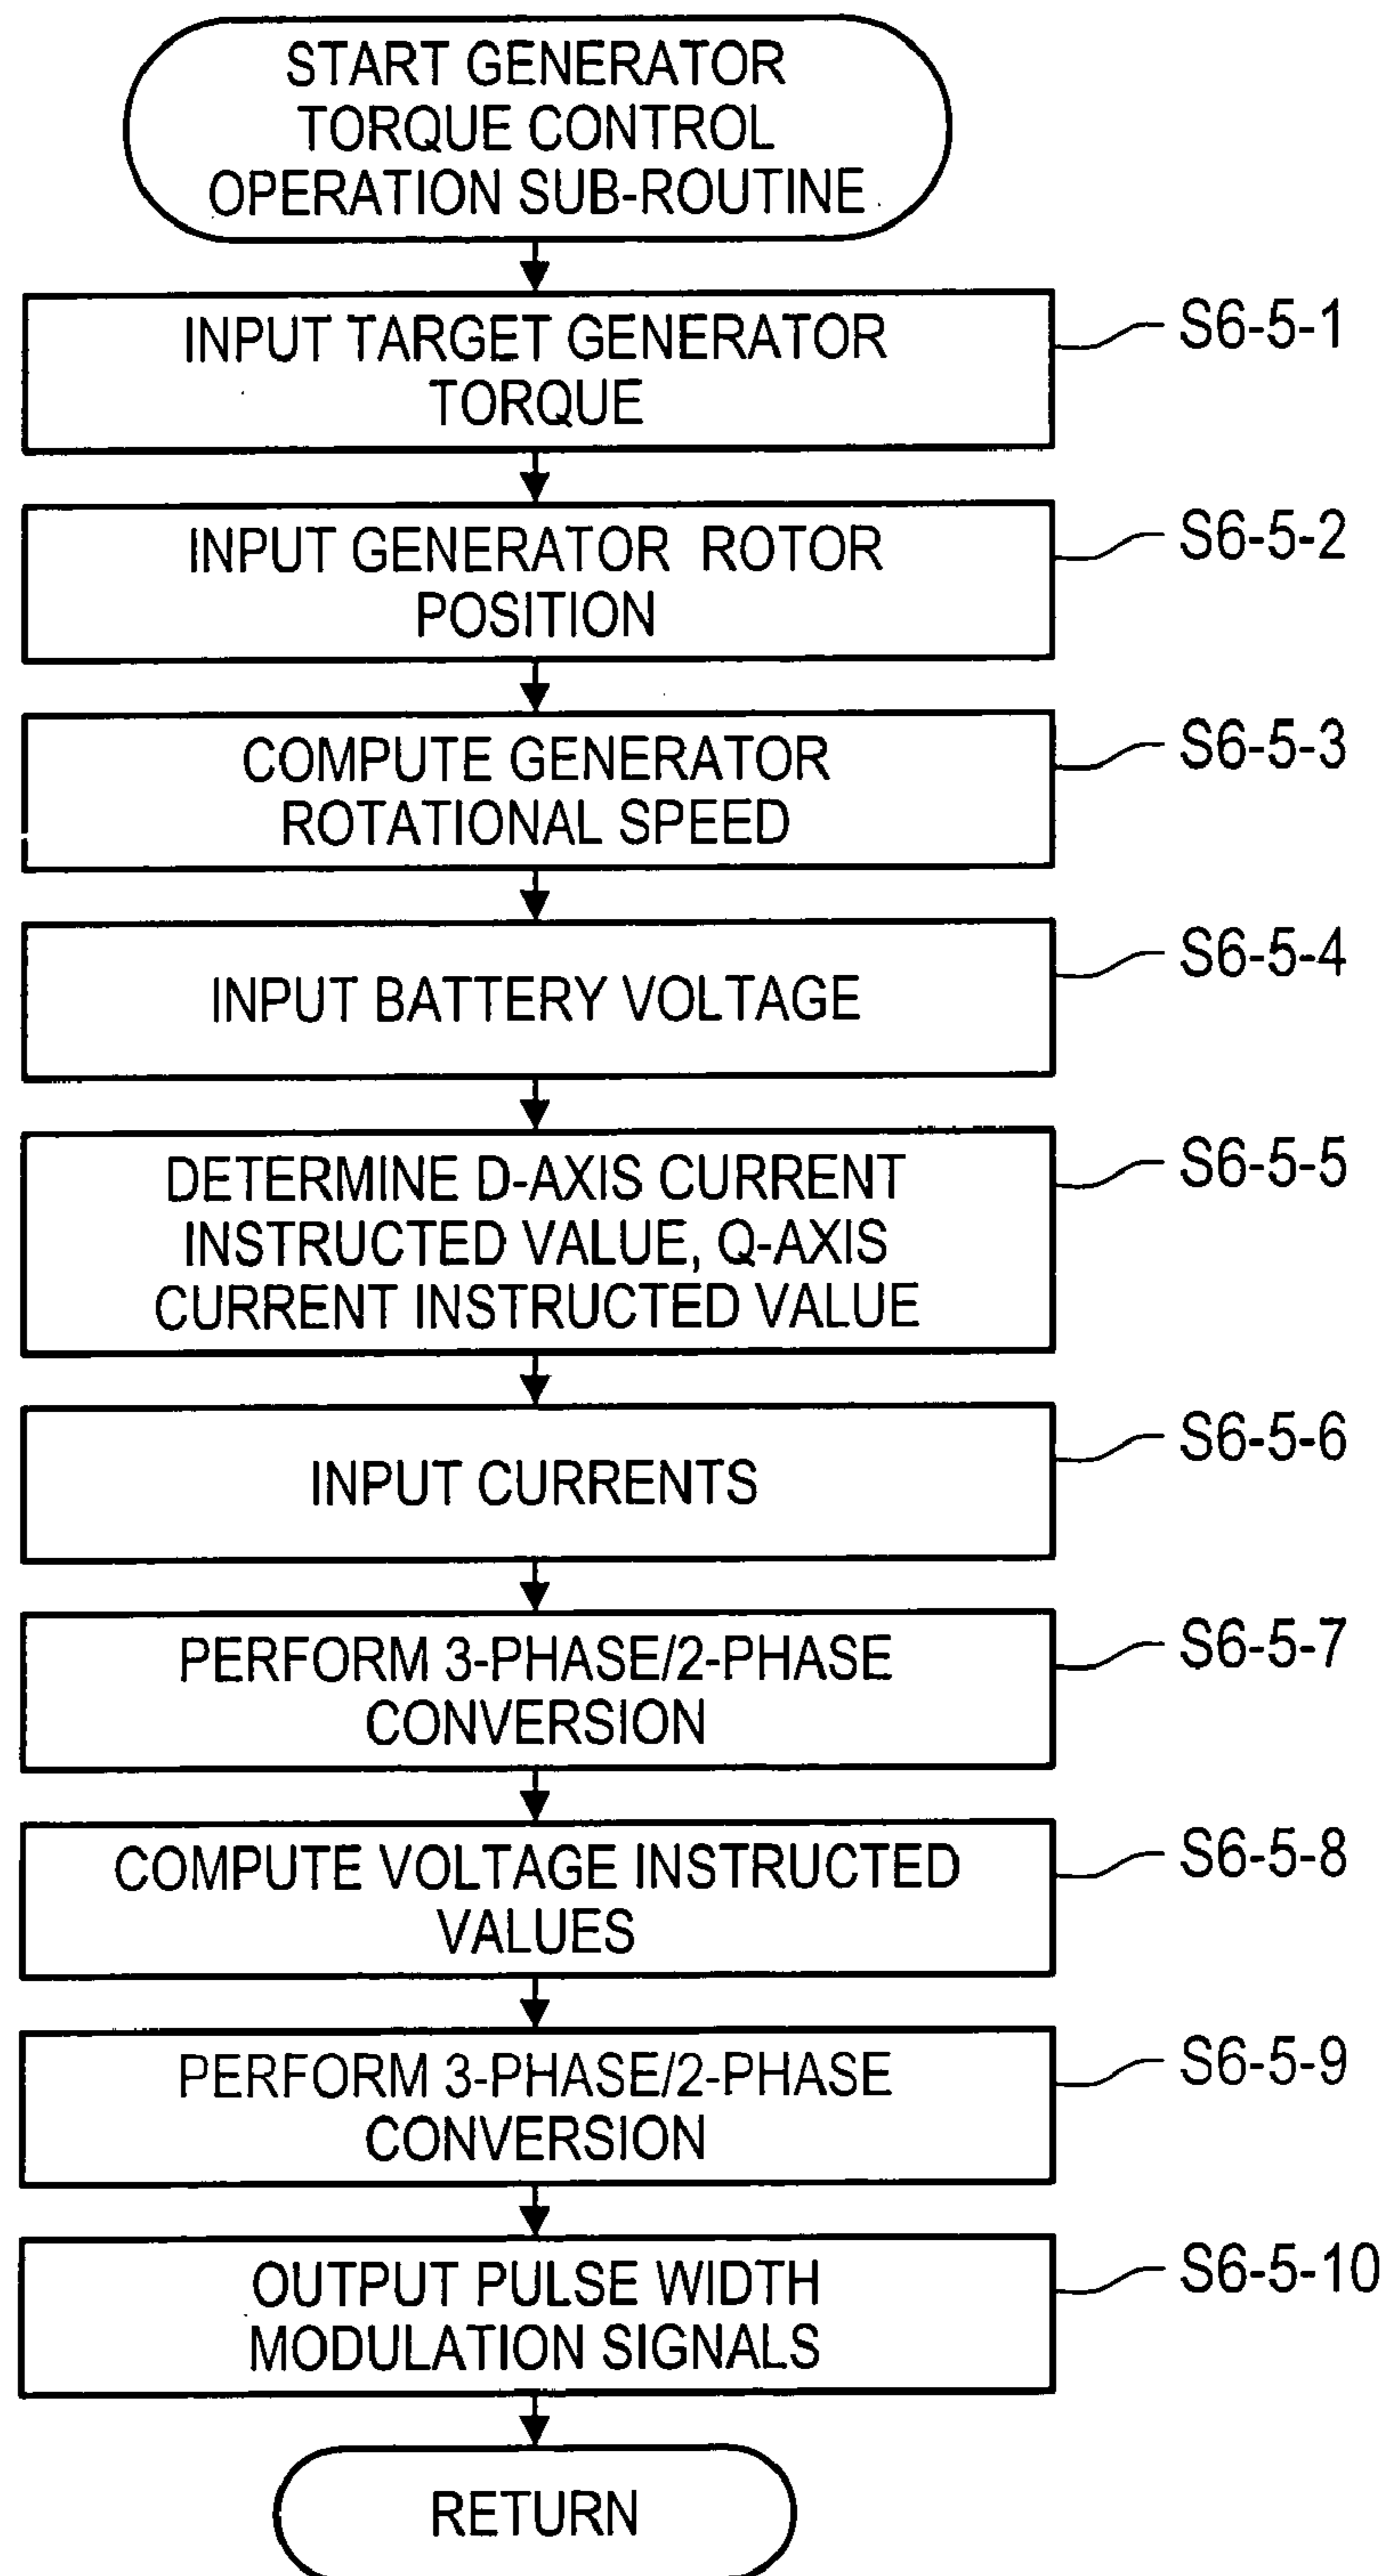 START GENERATOR
TORQUE CONTROL
OPERATION SUB-ROUTINE
INPUT TARGET GENERATOR
TORQUE
S6-5-1
INPUT GENERATOR ROTOR
POSITION
S6-5-2
COMPUTE GENERATOR
ROTATIONAL SPEED
S6-5-3
INPUT BATTERY VOLTAGE
S6-5-4
DETERMINE D-AXIS CURRENT
INSTRUCTED VALUE, Q-AXIS
CURRENT INSTRUCTED VALUE
S6-5-5
INPUT CURRENTS
S6-5-6
PERFORM 3-PHASE/2-PHASE
CONVERSION
S6-5-7
COMPUTE VOLTAGE INSTRUCTED
VALUES
S6-5-8
PERFORM 3-PHASE/2-PHASE
CONVERSION
S6-5-9
OUTPUT PULSE WIDTH
MODULATION SIGNALS
S6-5-10
RETURN